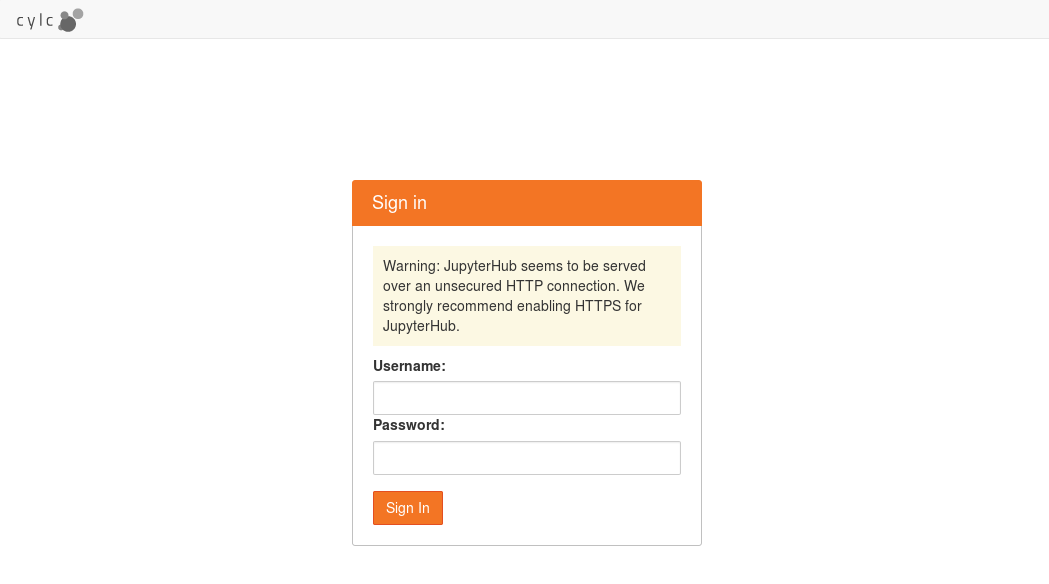 cylc
Sign in
Warning: JupyterHub seems to be served
over an unsecured HTTP connection. We
strongly recommend enabling HTTPS for
JupyterHub.
Username:
Password:
Sign In